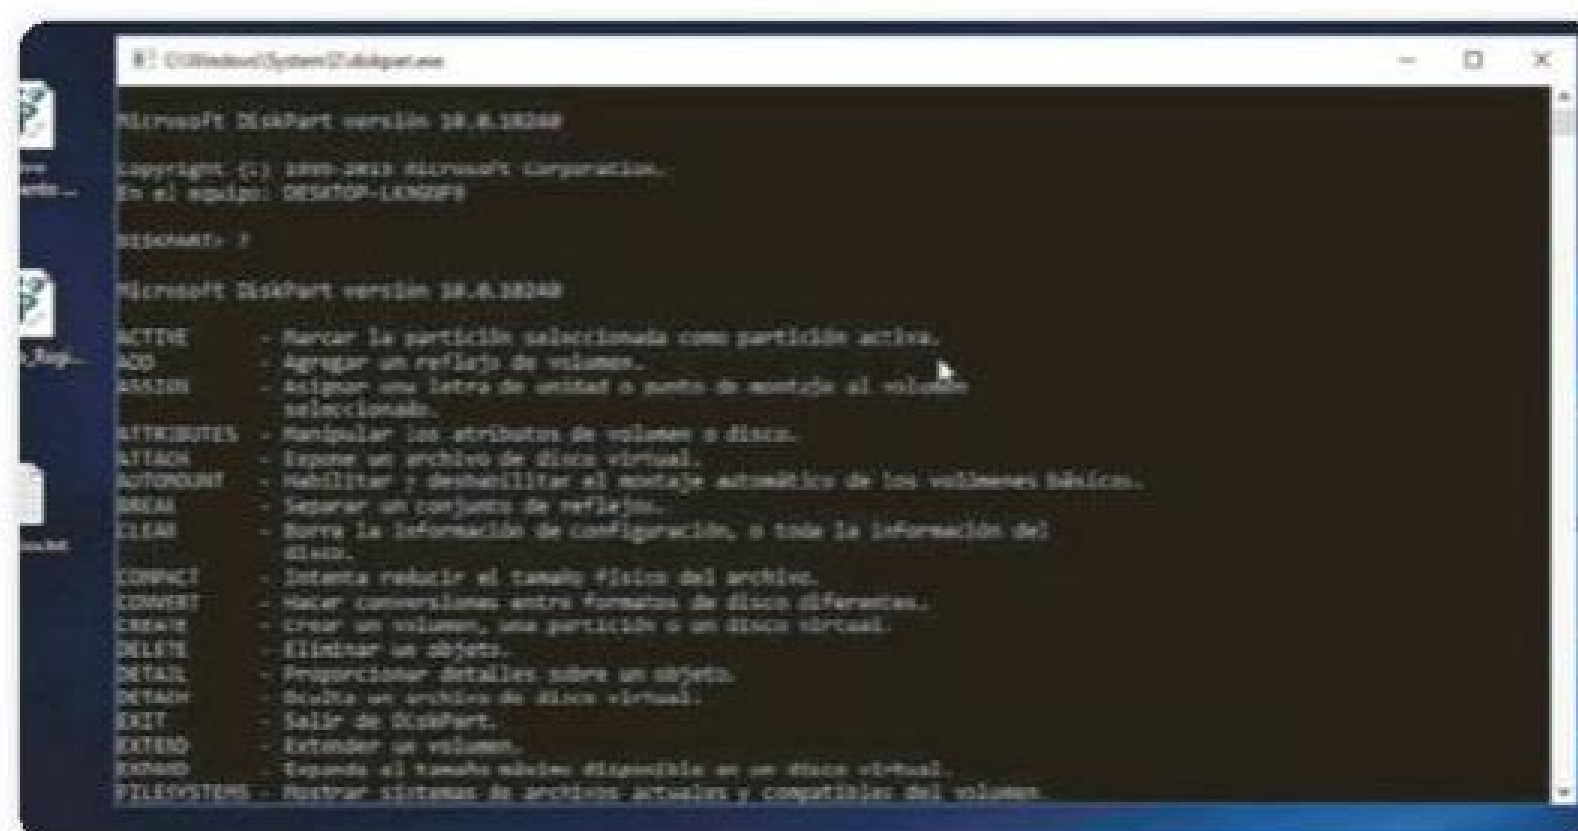 C:\Windows\System32\diskpart.exe
Microsoft DiskPart versión 10.0.10240
Copyright (C) 1999-2013 Microsoft Corporation.
En el equipo:
DISKPART> ?
Microsoft DiskPart versión 10.0.10240
ACTIVE - Marcar la partición seleccionada como partición activa.
ADD - Agregar un reflejo de volumen.
ASSIGN - Asignar una letra de unidad o punto de montaje al volumen
seleccionado.
ATTRIBUTES - Manipular los atributos de volumen o disco.
ATTACH - Expone un archivo de disco virtual.
AUTOMOUNT - Habilitar y deshabilitar el montaje automático de los volúmenes básicos.
BREAK - Separar un conjunto de reflejos.
CLEAN - Borra la información de configuración, o toda la información del
disco.
COMPACT - Intenta reducir el tamaño físico del archivo.
CONVERT - Hacer conversiones entre formatos de disco diferentes.
CREATE - Crear un volumen, una partición o un disco virtual.
DELETE - Eliminar un objeto.
DETAIL - Proporcionar detalles sobre un objeto.
DETACH - Oculta un archivo de disco virtual.
EXIT - Salir de DiskPart.
EXTEND - Extender un volumen.
EXPAND - Expande el tamaño máximo disponible en un disco virtual.
FILESYSTEMS - Mostrar sistemas de archivos actuales y compatibles del volumen.